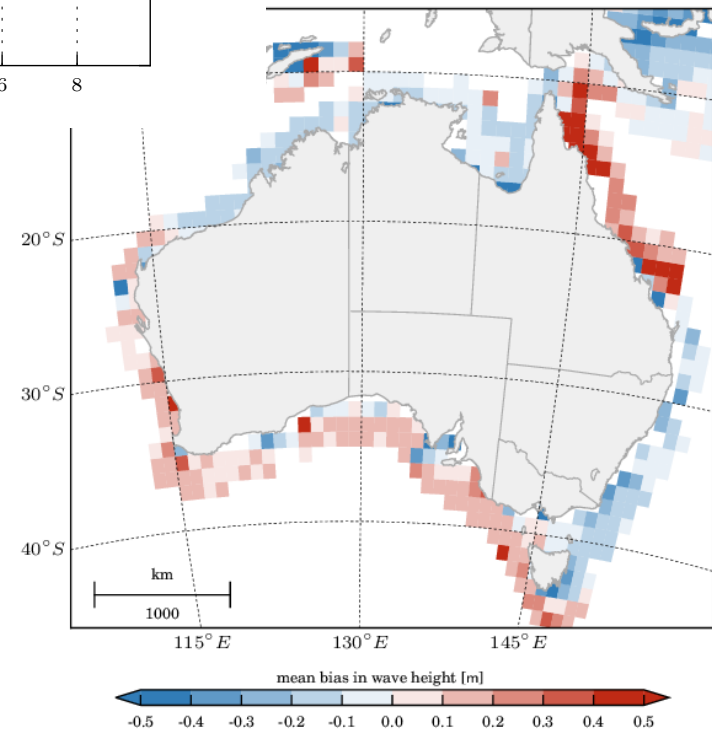 6 8
20° S
30° S
40° S
km
1000
115° E 130° E 145° E
mean bias in wave height [m]
-0.5 -0.4 -0.3 -0.2 -0.1 0.0 0.1 0.2 0.3 0.4 0.5